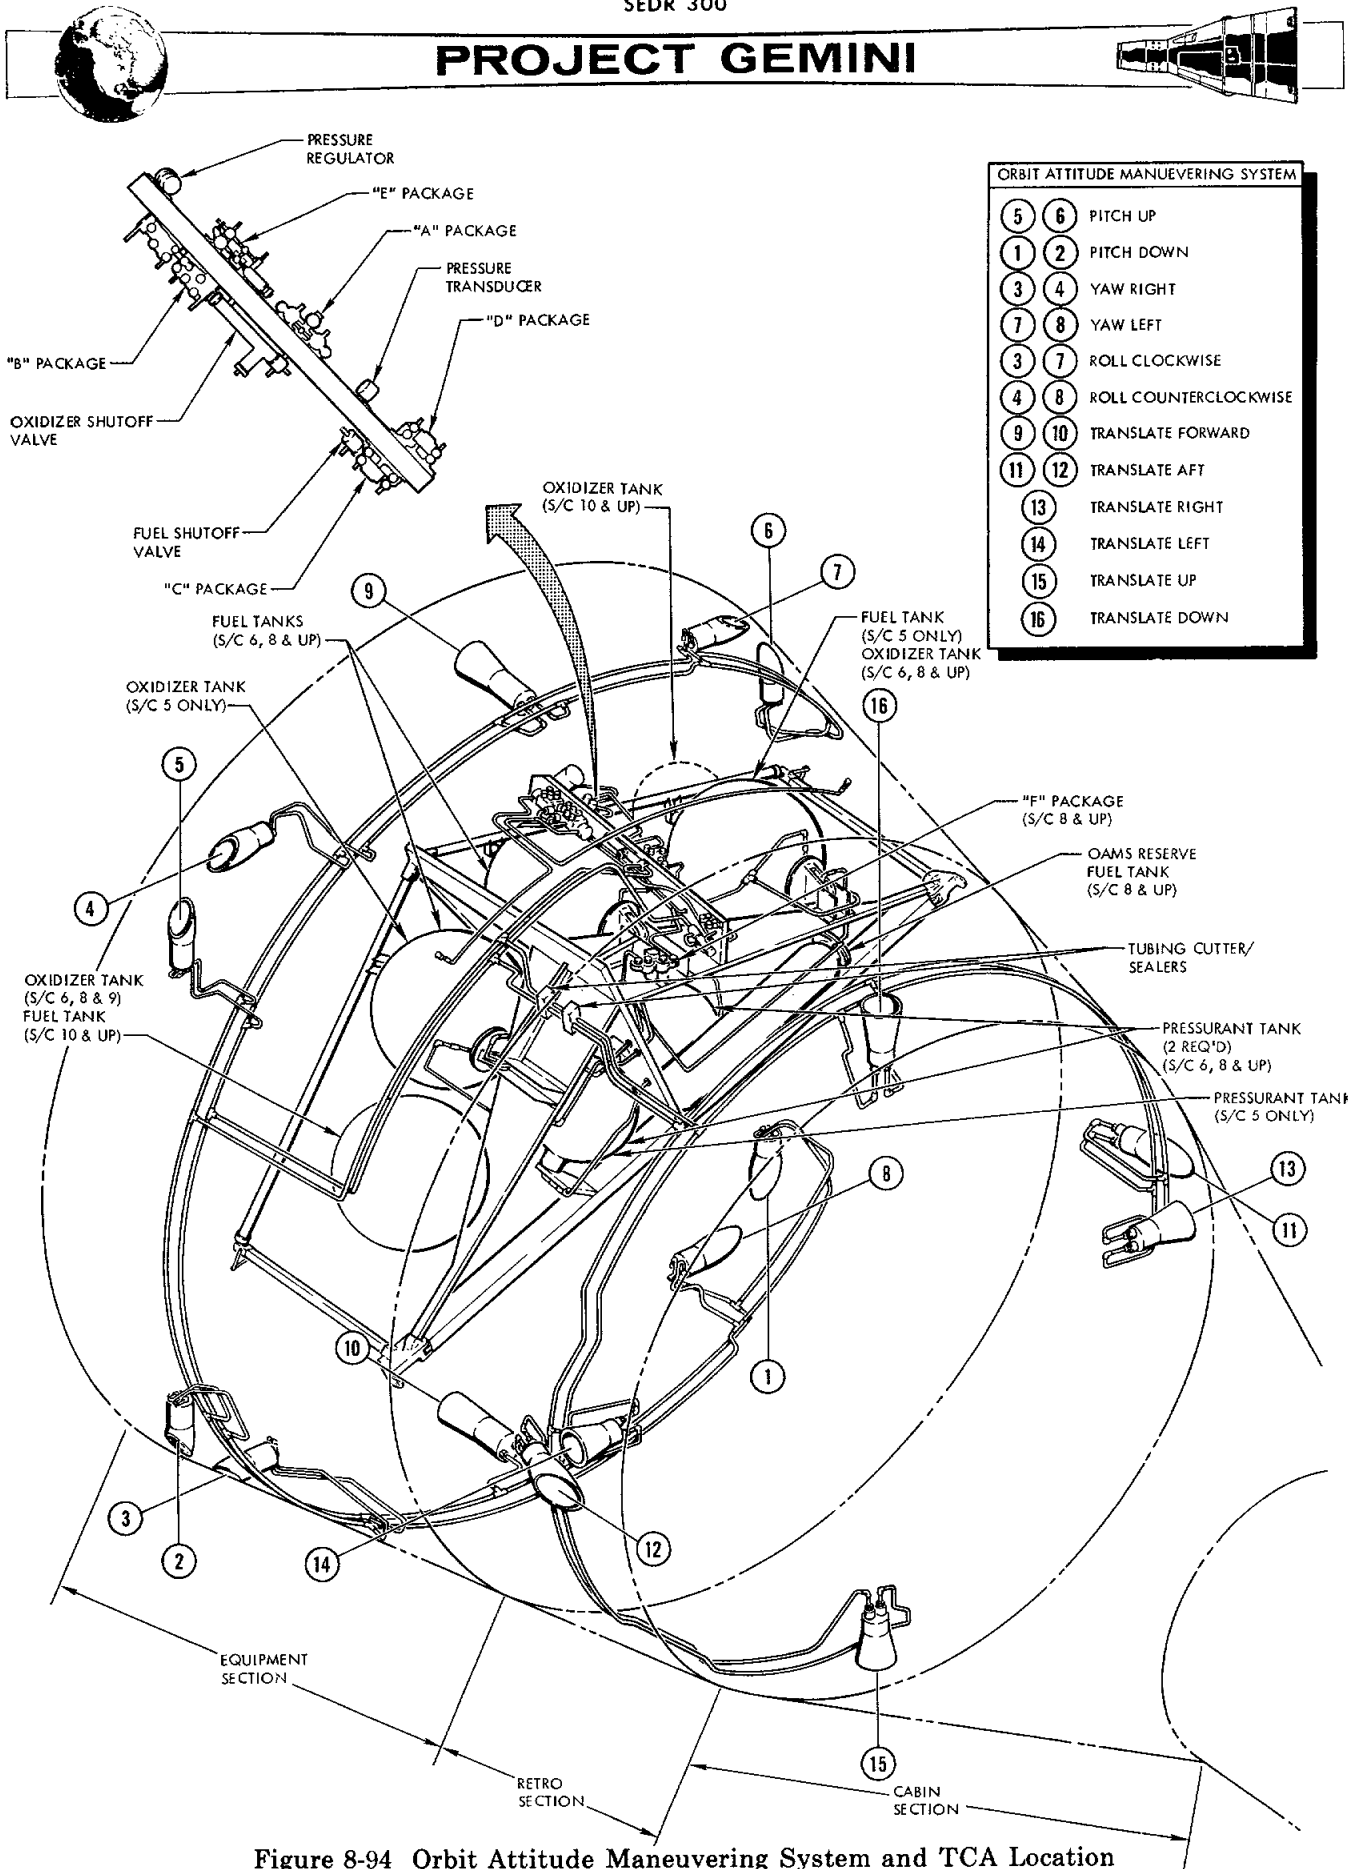 SEDR 300
PROJECT GEMINI
PRESSURE
REGULATOR
"E" PACKAGE
"A" PACKAGE
PRESSURE
TRANSDUCER
"D" PACKAGE
"B" PACKAGE
OXIDIZER SHUTOFF
VALVE
FUEL SHUTOFF
VALVE
"C" PACKAGE
ORBIT ATTITUDE MANUEVERING SYSTEM
5 6 PITCH UP
1 2 PITCH DOWN
3 4 YAW RIGHT
7 8 YAW LEFT
3 7 ROLL CLOCKWISE
4 8 ROLL COUNTERCLOCKWISE
9 10 TRANSLATE FORWARD
11 12 TRANSLATE AFT
13 TRANSLATE RIGHT
14 TRANSLATE LEFT
15 TRANSLATE UP
16 TRANSLATE DOWN
OXIDIZER TANK
(S/C 10 & UP)
6
7
9
FUEL TANKS
(S/C 6, 8 & UP)
FUEL TANK
(S/C 5 ONLY)
OXIDIZER TANK
(S/C 6, 8 & UP)
OXIDIZER TANK
(S/C 5 ONLY)
16
5
4
"F" PACKAGE
(S/C 8 & UP)
OAMS RESERVE
FUEL TANK
(S/C 8 & UP)
TUBING CUTTER/
SEALERS
OXIDIZER TANK
(S/C 6, 8 & 9)
FUEL TANK
(S/C 10 & UP)
PRESSURANT TANK
(2 REQ'D)
(S/C 6, 8 & UP)
PRESSURANT TANK
(S/C 5 ONLY)
8
13
11
10
1
3
2
14
12
EQUIPMENT
SECTION
RETRO
SECTION
15
CABIN
SECTION
Figure 8-94 Orbit Attitude Maneuvering System and TCA Location